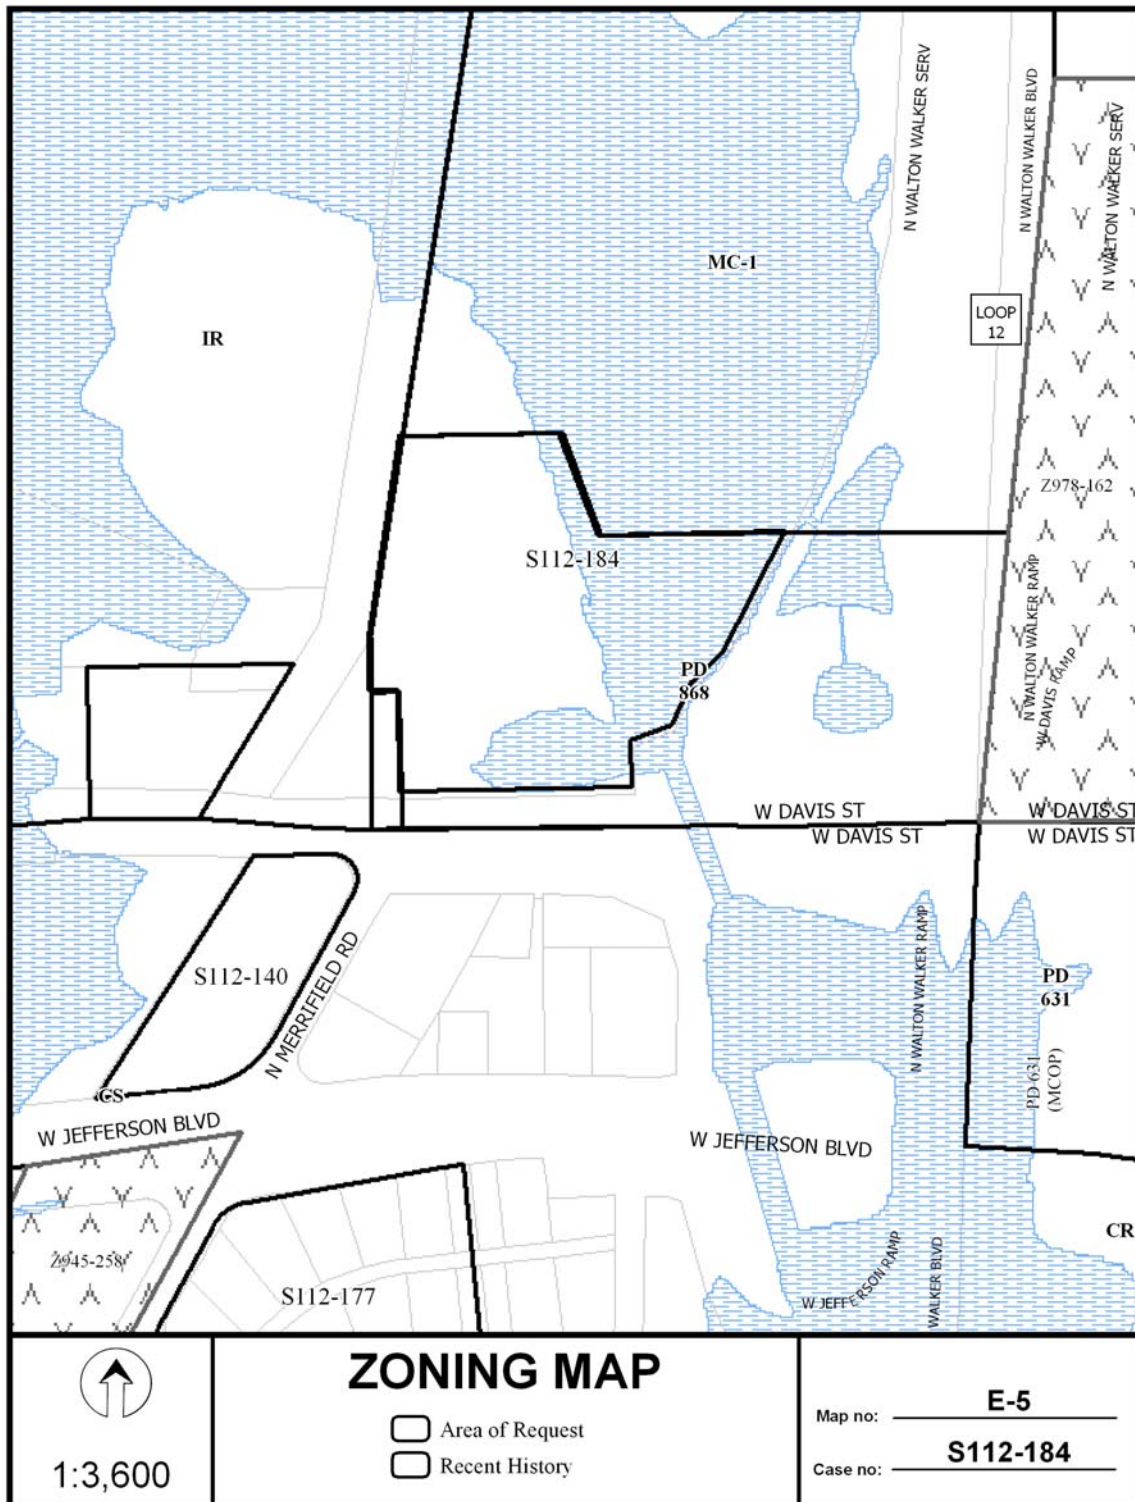 N WALTON WALKER SERV
N WALTON WALKER BLVD
N WALTON WALKER SERV
MC-1
LOOP
12
IR
Z978-162
S112-184
N WALTON WALKER RAMP
W DAVIS RAMP
PD
868
W DAVIS ST
W DAVIS ST
W DAVIS ST
W DAVIS ST
S112-140
N MERRIFIELD RD
N WALTON WALKER RAMP
PD
631
PD 631
(MCOP)
CS
W JEFFERSON BLVD
W JEFFERSON BLVD
CR
Z945-258
S112-177
W JEFFERSON RAMP
WALKER BLVD
1:3,600
ZONING MAP
Area of Request
Recent History
Map no: E-5
Case no: S112-184